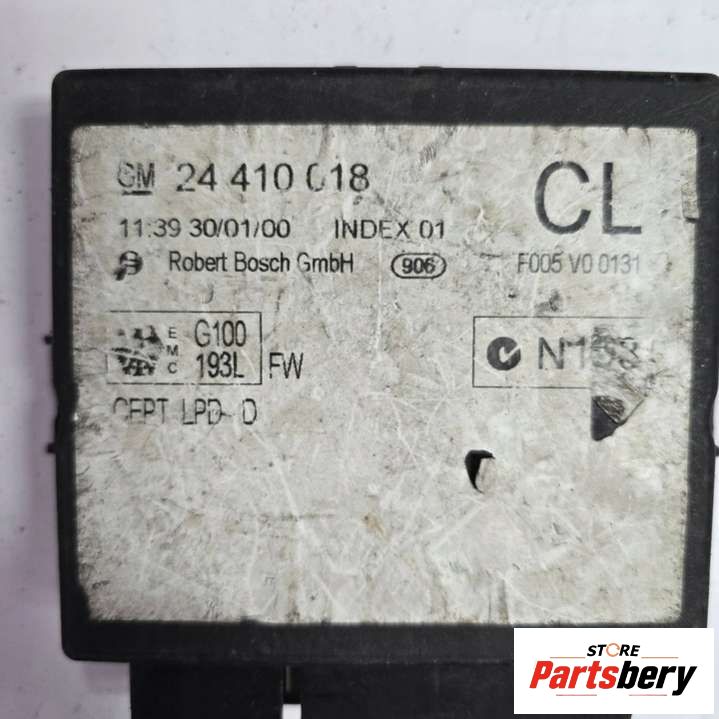 GM 24 410 018 CL
11:39 30/01/00 INDEX 01
Robert Bosch GmbH 906 F005 V0 0131
EMC G100
193L FW
CEPT LPD D
STORE
Partsbery